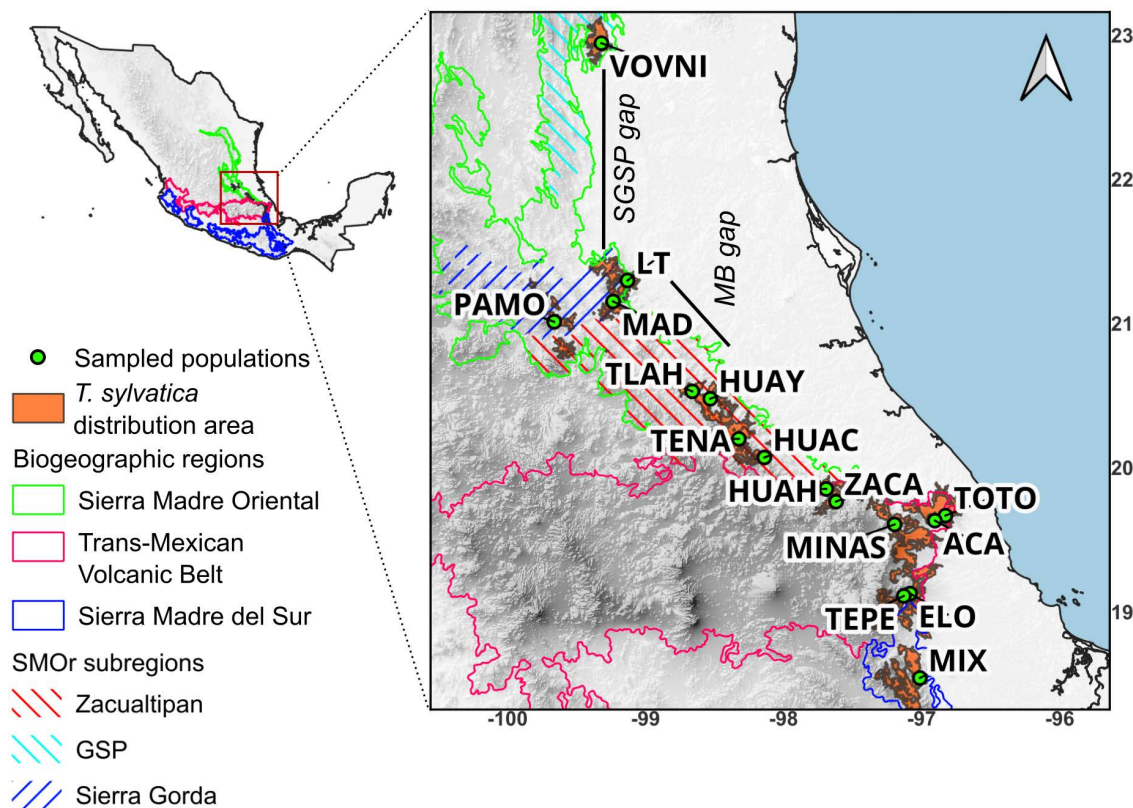 Sampled populations
T. sylvatica
distribution area
Biogeographic regions
Sierra Madre Oriental
Trans-Mexican
Volcanic Belt
Sierra Madre del Sur
SMOr subregions
Zacualtipan
GSP
Sierra Gorda
VOVNI
SGSP gap
MB gap
LT
PAMO
MAD
TLAH
HUAY
TENA
HUAC
HUAH
ZACA
TOTO
MINAS
ACA
TEPE
ELO
MIX
23
22
21
20
19
-100
-99
-98
-97
-96